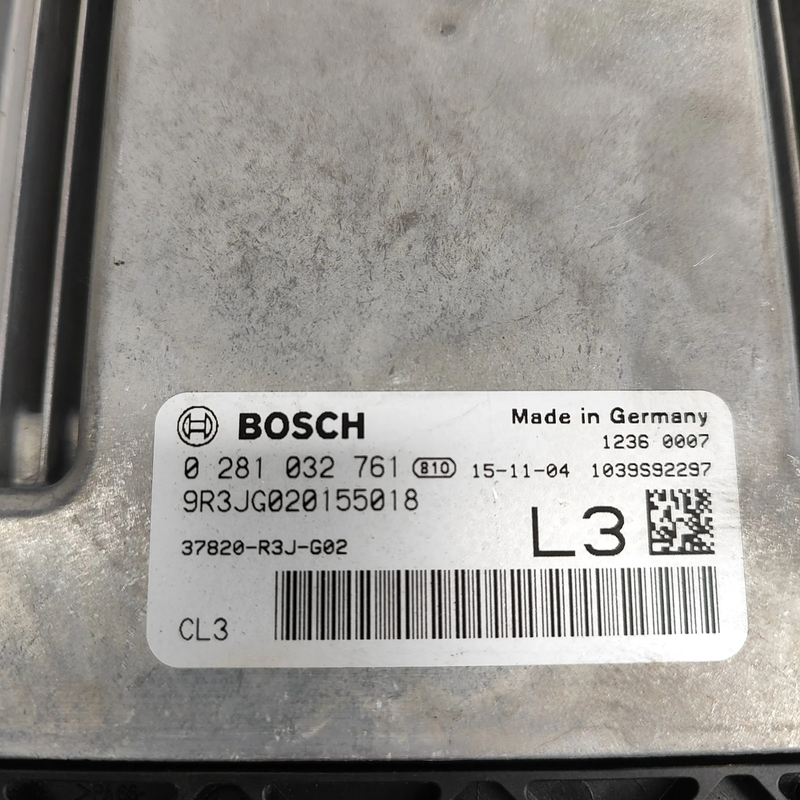 BOSCH Made in Germany
1236 0007
0 281 032 761 810 15-11-04 1039S92297
9R3JG020155018
L3
37820-R3J-G02
CL3